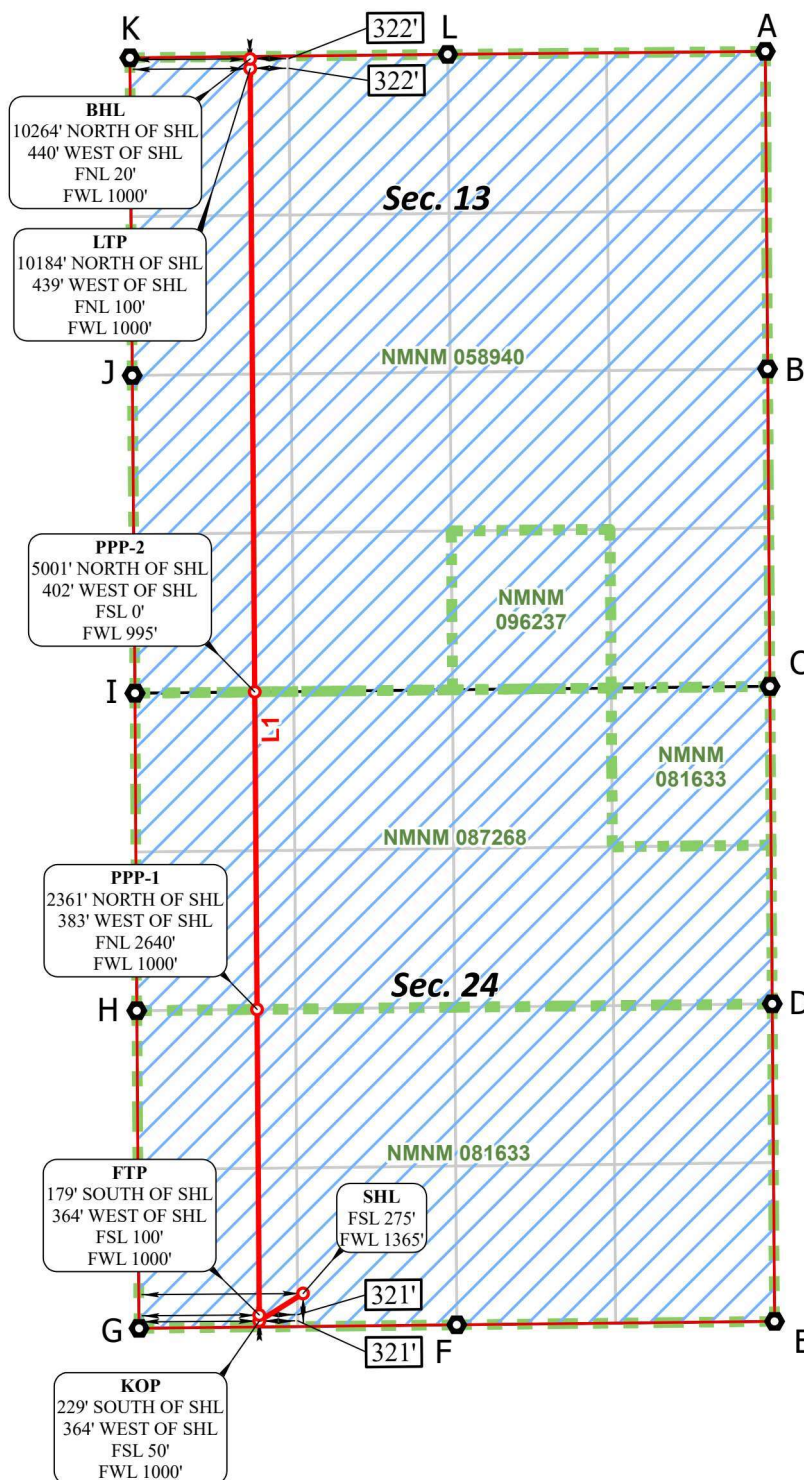 K
322'
L
A
322'
BHL
10264' NORTH OF SHL
440' WEST OF SHL
FNL 20'
FWL 1000'
Sec. 13
LTP
10184' NORTH OF SHL
439' WEST OF SHL
FNL 100'
FWL 1000'
NMNM 058940
J
B
PPP-2
5001' NORTH OF SHL
402' WEST OF SHL
FSL 0'
FWL 995'
NMNM
096237
C
I
L1
NMNM
081633
NMNM 087268
PPP-1
2361' NORTH OF SHL
383' WEST OF SHL
FNL 2640'
FWL 1000'
Sec. 24
H
D
NMNM 081633
FTP
179' SOUTH OF SHL
364' WEST OF SHL
FSL 100'
FWL 1000'
SHL
FSL 275'
FWL 1365'
321'
G
F
E
321'
KOP
229' SOUTH OF SHL
364' WEST OF SHL
FSL 50'
FWL 1000'